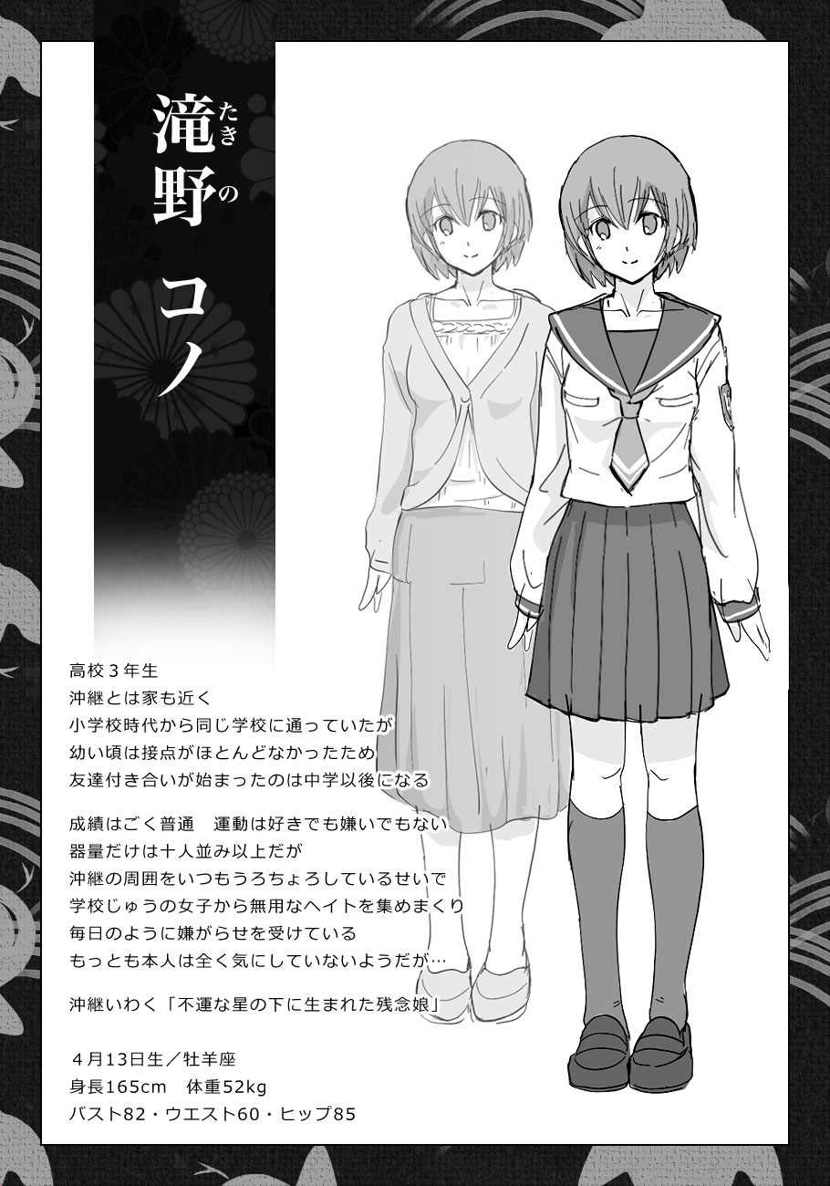 滝野 コノ
たき の
高校３年生
沖継とは家も近く
小学校時代から同じ学校に通っていたが
幼い頃は接点がほとんどなかったため
友達付き合いが始まったのは中学以後になる
成績はごく普通　運動は好きでも嫌いでもない
器量だけは十人並み以上だが
沖継の周囲をいつもうろちょろしているせいで
学校じゅうの女子から無用なヘイトを集めまくり
毎日のように嫌がらせを受けている
もっとも本人は全く気にしていないようだが…
沖継いわく「不運な星の下に生まれた残念娘」
４月13日生／牡羊座
身長165cm　体重52kg
バスト82・ウエスト60・ヒップ85